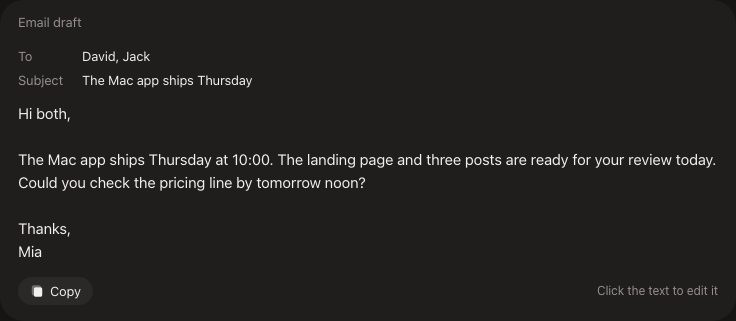 Email draft
To David, Jack
Subject The Mac app ships Thursday
Hi both,
The Mac app ships Thursday at 10:00. The landing page and three posts are ready for your review today.
Could you check the pricing line by tomorrow noon?
Thanks,
Mia
Copy
Click the text to edit it